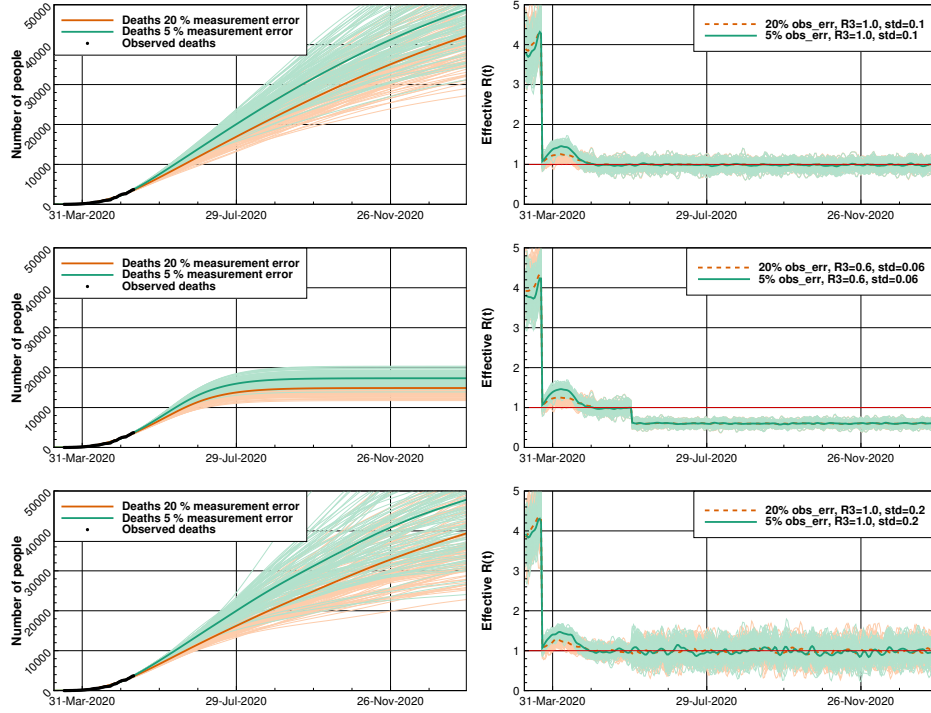 50000
40000
30000
20000
10000
0
Number of people
Deaths 20 % measurement error
Deaths 5 % measurement error
Observed deaths
31-Mar-2020 29-Jul-2020 26-Nov-2020
5
4
3
2
1
0
Effective R(t)
20% obs_err, R3=1.0, std=0.1
5% obs_err, R3=1.0, std=0.1
31-Mar-2020 29-Jul-2020 26-Nov-2020
50000
40000
30000
20000
10000
0
Number of people
Deaths 20 % measurement error
Deaths 5 % measurement error
Observed deaths
31-Mar-2020 29-Jul-2020 26-Nov-2020
5
4
3
2
1
0
Effective R(t)
20% obs_err, R3=0.6, std=0.06
5% obs_err, R3=0.6, std=0.06
31-Mar-2020 29-Jul-2020 26-Nov-2020
50000
40000
30000
20000
10000
0
Number of people
Deaths 20 % measurement error
Deaths 5 % measurement error
Observed deaths
31-Mar-2020 29-Jul-2020 26-Nov-2020
5
4
3
2
1
0
Effective R(t)
20% obs_err, R3=1.0, std=0.2
5% obs_err, R3=1.0, std=0.2
31-Mar-2020 29-Jul-2020 26-Nov-2020